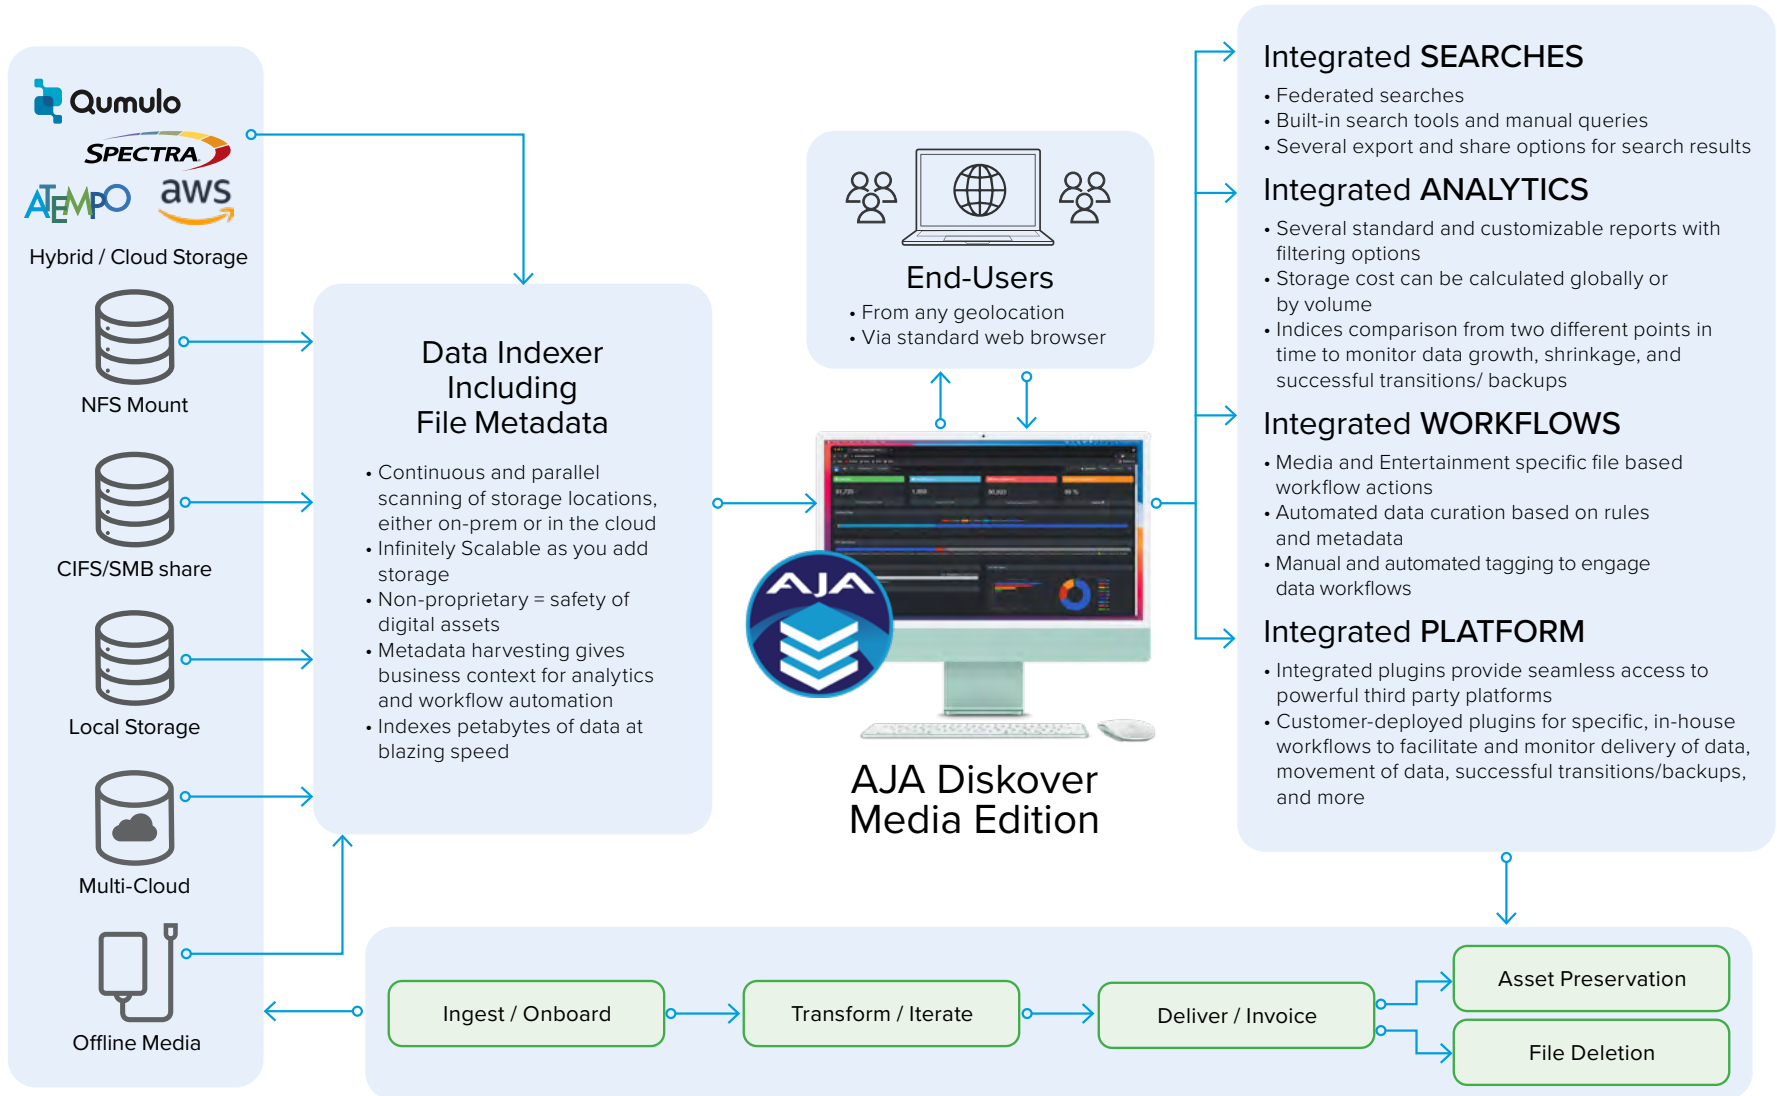 Qumulo
SPECTRA
ATEMPO
aws
Hybrid / Cloud Storage
NFS Mount
CIFS/SMB share
Local Storage
Multi-Cloud
Offline Media
Data Indexer
Including
File Metadata
• Continuous and parallel
scanning of storage locations,
either on-prem or in the cloud
• Infinitely Scalable as you add
storage
• Non-proprietary = safety of
digital assets
• Metadata harvesting gives
business context for analytics
and workflow automation
• Indexes petabytes of data at
blazing speed
End-Users
• From any geolocation
• Via standard web browser
AJA
AJA Diskover
Media Edition
Integrated SEARCHES
• Federated searches
• Built-in search tools and manual queries
• Several export and share options for search results
Integrated ANALYTICS
• Several standard and customizable reports with
filtering options
• Storage cost can be calculated globally or
by volume
• Indices comparison from two different points in
time to monitor data growth, shrinkage, and
successful transitions/ backups
Integrated WORKFLOWS
• Media and Entertainment specific file based
workflow actions
• Automated data curation based on rules
and metadata
• Manual and automated tagging to engage
data workflows
Integrated PLATFORM
• Integrated plugins provide seamless access to
powerful third party platforms
• Customer-deployed plugins for specific, in-house
workflows to facilitate and monitor delivery of data,
movement of data, successful transitions/backups,
and more
Ingest / Onboard
Transform / Iterate
Deliver / Invoice
Asset Preservation
File Deletion